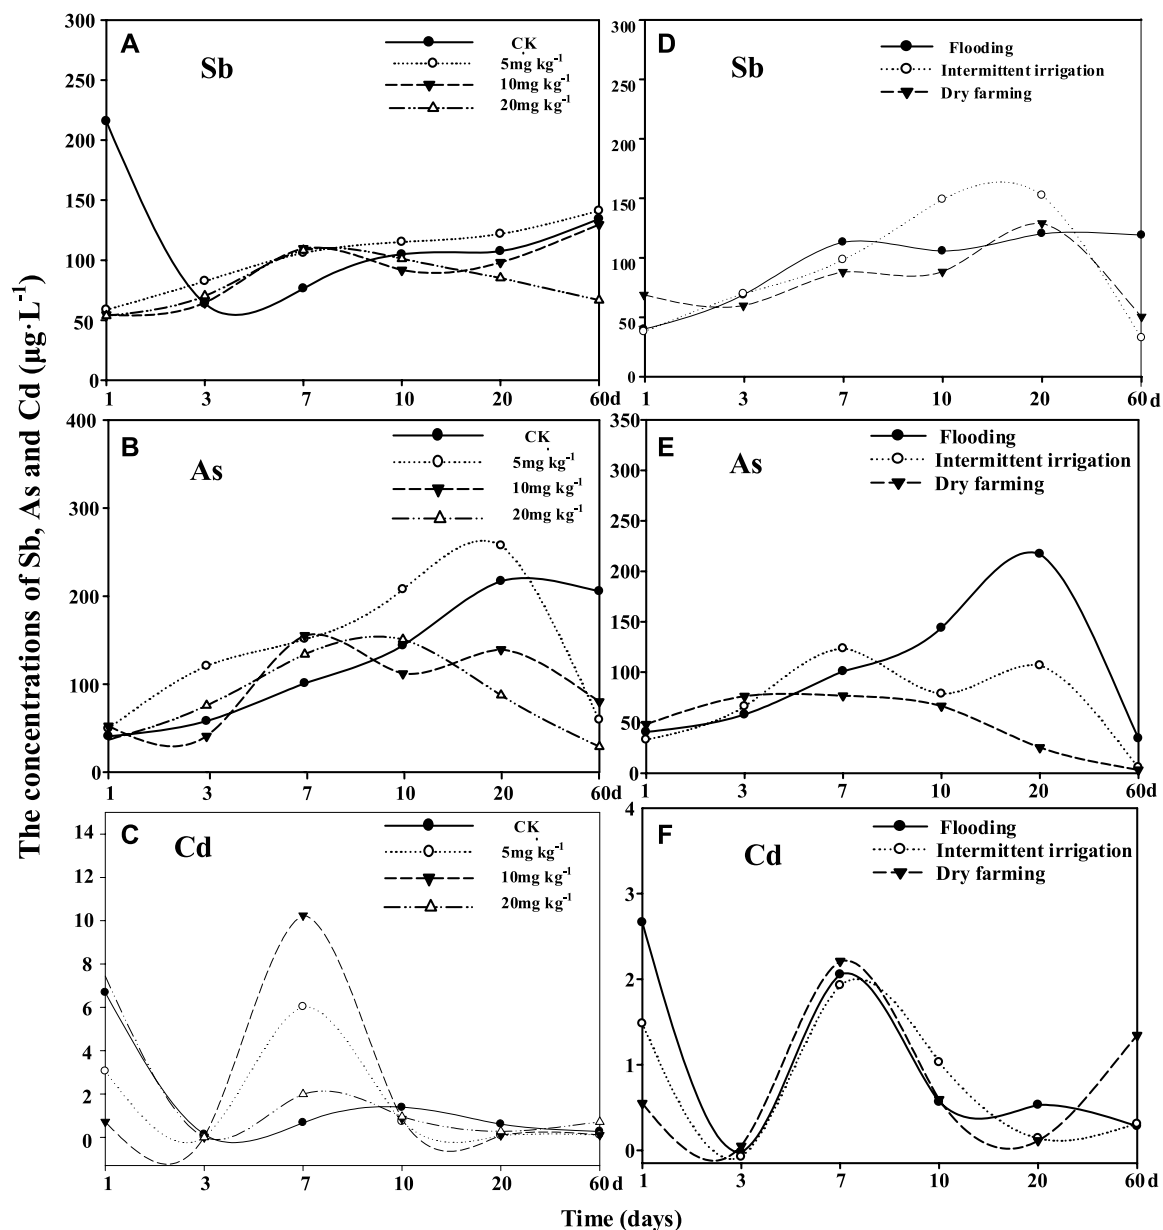 The concentrations of Sb, As and Cd (µg·L⁻¹)
A
Sb
CK
5mg kg⁻¹
10mg kg⁻¹
20mg kg⁻¹
300
250
200
150
100
50
0
1 3 7 10 20 60d
D
Sb
Flooding
Intermittent irrigation
Dry farming
300
250
200
150
100
50
0
1 3 7 10 20 60d
B
As
CK
5mg kg⁻¹
10mg kg⁻¹
20mg kg⁻¹
400
300
200
100
0
1 3 7 10 20 60d
E
As
Flooding
Intermittent irrigation
Dry farming
350
300
250
200
150
100
50
0
1 3 7 10 20 60d
C
Cd
CK
5mg kg⁻¹
10mg kg⁻¹
20mg kg⁻¹
14
12
10
8
6
4
2
0
1 3 7 10 20 60d
F
Cd
Flooding
Intermittent irrigation
Dry farming
4
3
2
1
0
1 3 7 10 20 60d
Time (days)